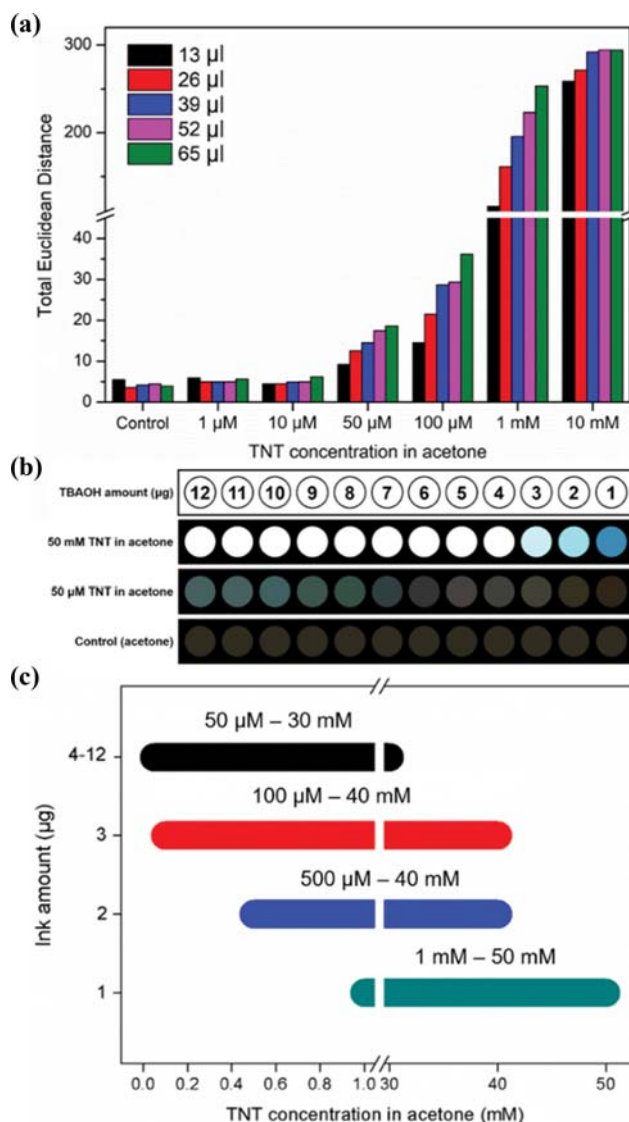 (a)
300
200
40
30
20
10
0
Total Euclidean Distance
13 µl
26 µl
39 µl
52 µl
65 µl
Control 1 µM 10 µM 50 µM 100 µM 1 mM 10 mM
TNT concentration in acetone
(b)
TBAOH amount (µg) 12 11 10 9 8 7 6 5 4 3 2 1
50 mM TNT in acetone
50 µM TNT in acetone
Control (acetone)
(c)
Ink amount (µg)
50 µM – 30 mM
4-12
100 µM – 40 mM
3
500 µM – 40 mM
2
1 mM – 50 mM
1
0.0 0.2 0.4 0.6 0.8 1.0 30 40 50
TNT concentration in acetone (mM)